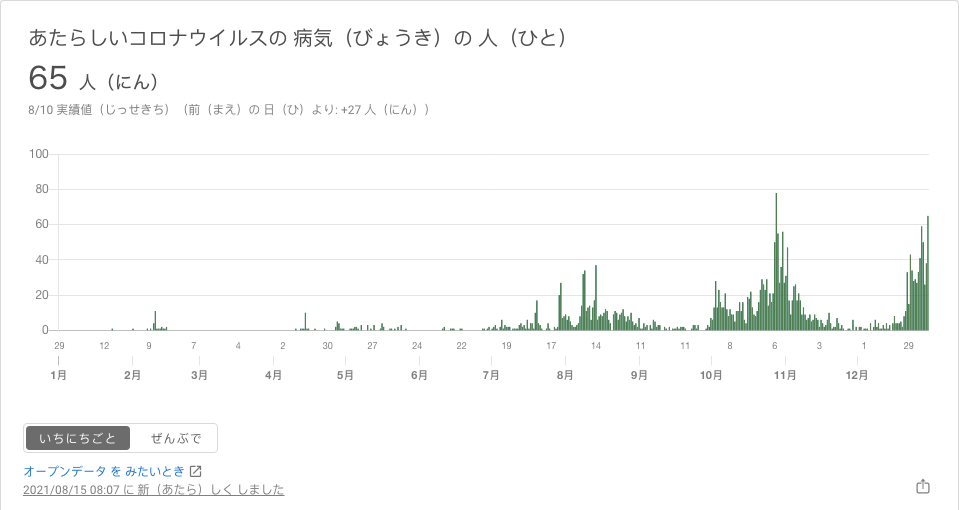 あたらしいコロナウイルスの 病気（びょうき）の 人（ひと）
65 人（にん）
8/10 実績値（じっせきち）（前（まえ）の 日（ひ）より: +27 人（にん））
100
80
60
40
20
0
29 12 9 7 4 2 30 27 24 22 19 17 14 11 11 8 6 3 1 29
1月 2月 3月 4月 5月 6月 7月 8月 9月 10月 11月 12月
いちにちごと ぜんぶで
オープンデータ を みたいとき
2021/08/15 08:07 に 新（あたら）しく しました